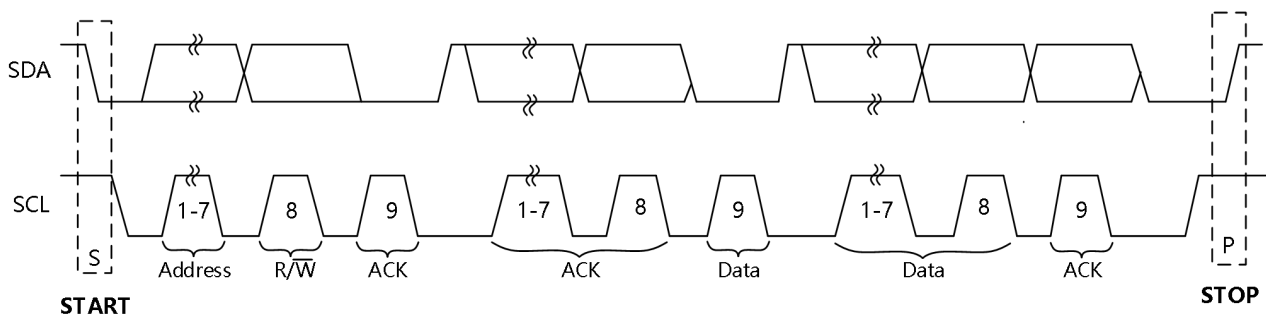 SDA
SCL
1-7
8
9
1-7
8
9
1-7
8
9
S
Address
R/W̅
ACK
ACK
Data
Data
ACK
P
START
STOP